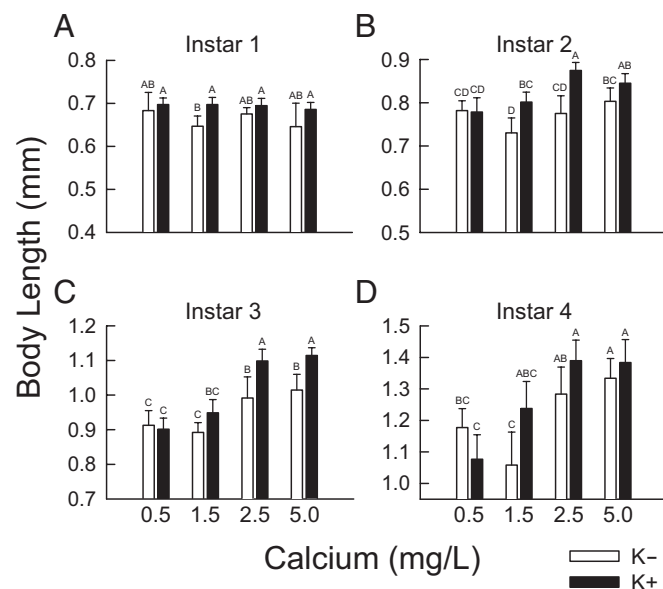 A
Instar 1
0.8
0.7
0.6
0.5
0.4
AB A B A AB A AB A
B
Instar 2
0.9
0.8
0.7
0.6
0.5
CD CD D BC CD A BC AB
Body Length (mm)
C
Instar 3
1.2
1.1
1.0
0.9
0.8
0.7
C C C BC B A B A
0.5 1.5 2.5 5.0
D
Instar 4
1.5
1.4
1.3
1.2
1.1
1.0
BC C C ABC AB A A A
0.5 1.5 2.5 5.0
Calcium (mg/L)
K−
K+